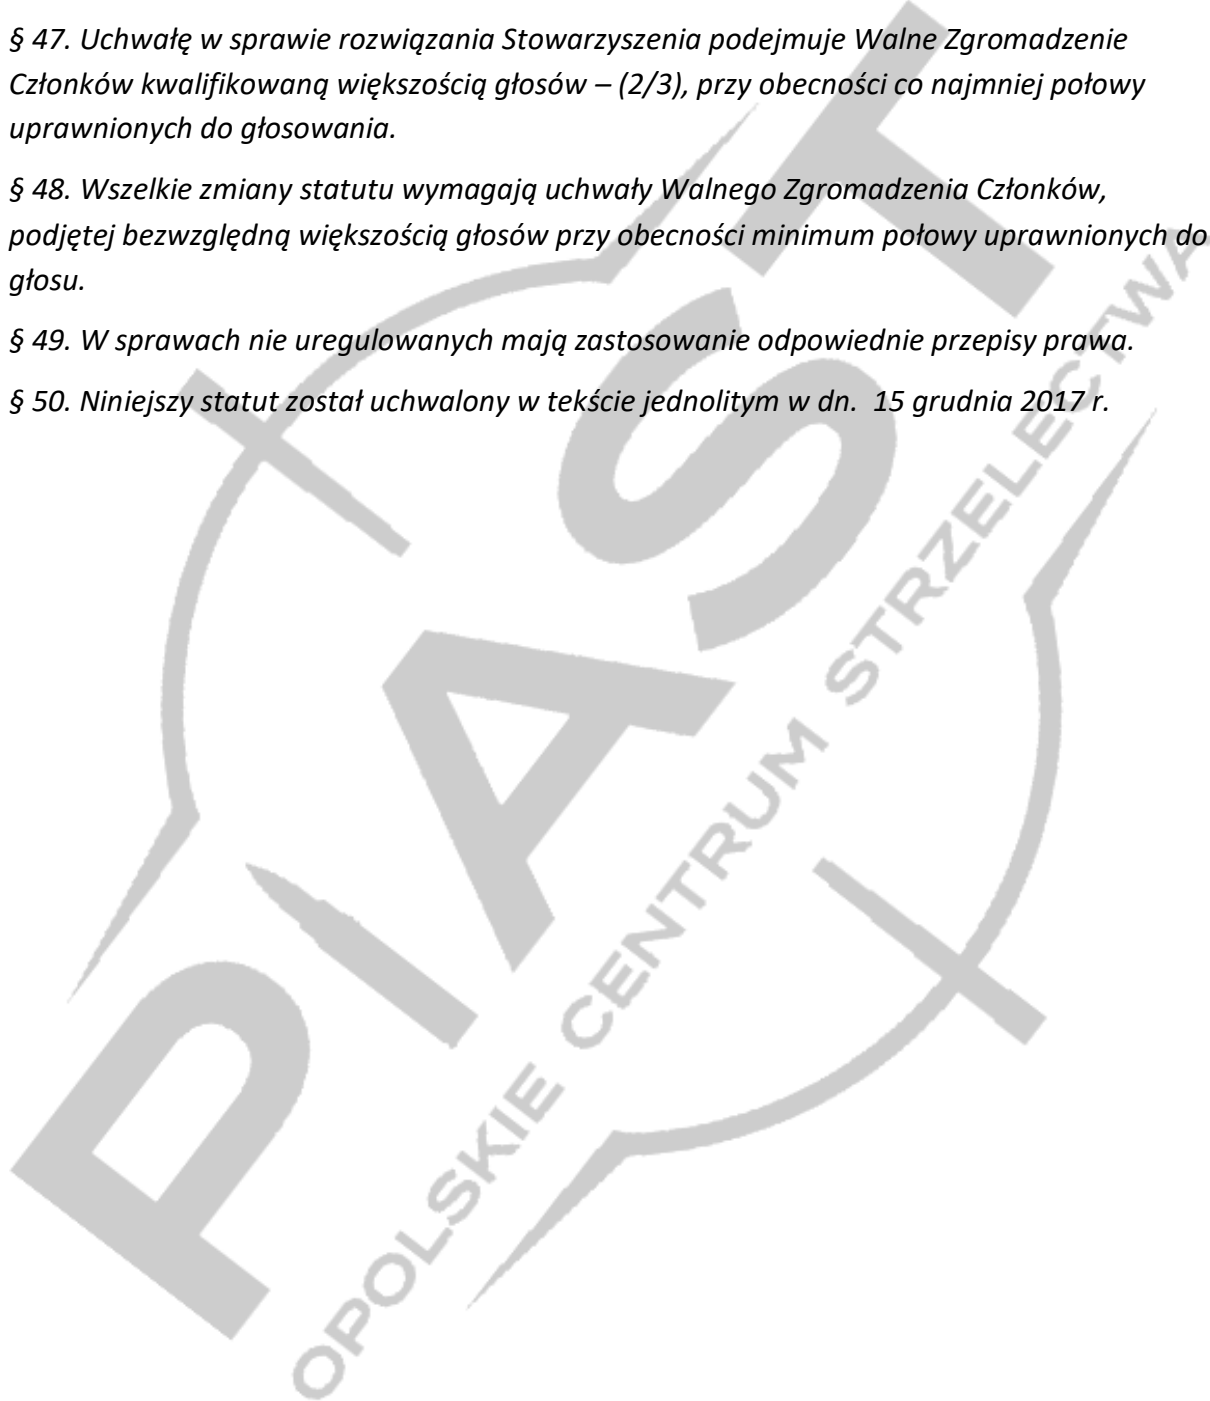 § 47. Uchwałę w sprawie rozwiązania Stowarzyszenia podejmuje Walne Zgromadzenie
Członków kwalifikowaną większością głosów – (2/3), przy obecności co najmniej połowy
uprawnionych do głosowania.
§ 48. Wszelkie zmiany statutu wymagają uchwały Walnego Zgromadzenia Członków,
podjętej bezwzględną większością głosów przy obecności minimum połowy uprawnionych do
głosu.
§ 49. W sprawach nie uregulowanych mają zastosowanie odpowiednie przepisy prawa.
§ 50. Niniejszy statut został uchwalony w tekście jednolitym w dn.  15 grudnia 2017 r.
PIAST
OPOLSKIE CENTRUM STRZELECTWA